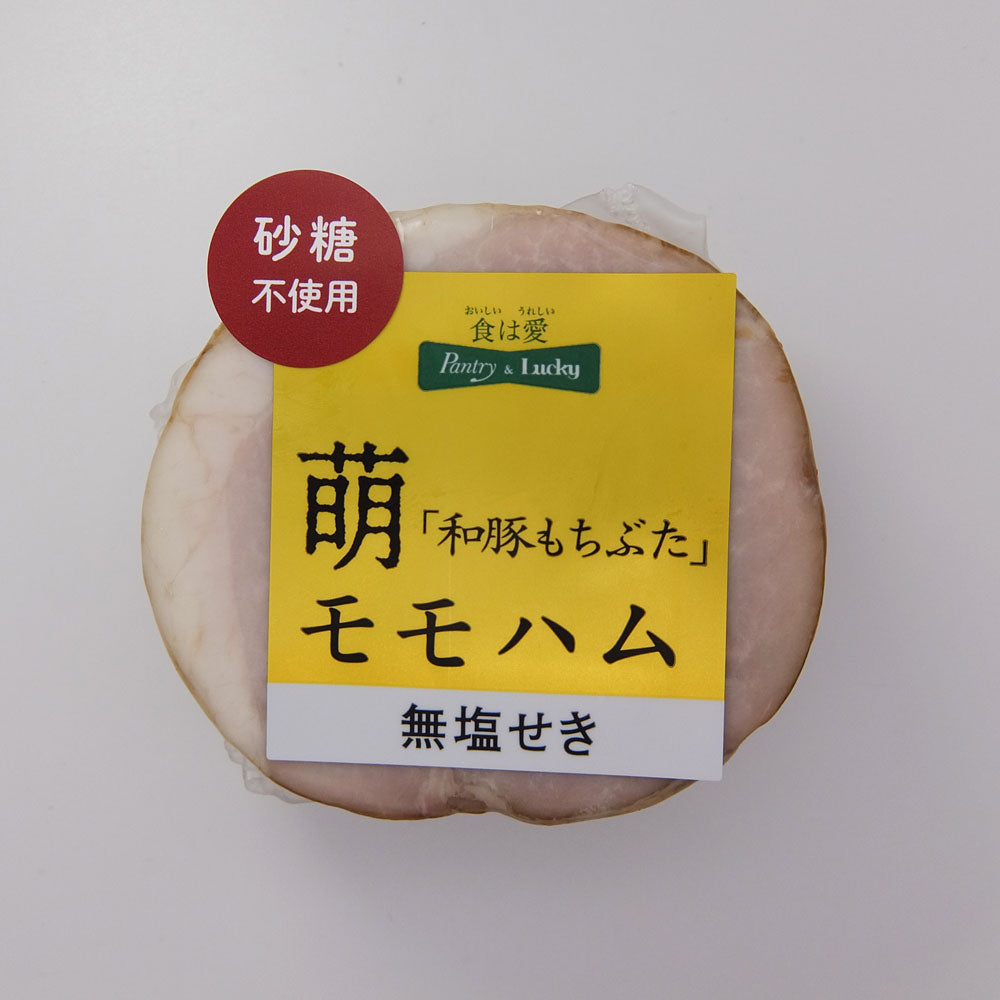 砂糖
不使用
おいしい うれしい
食は愛
Pantry & Lucky
萌「和豚もちぶた」
モモハム
無塩せき